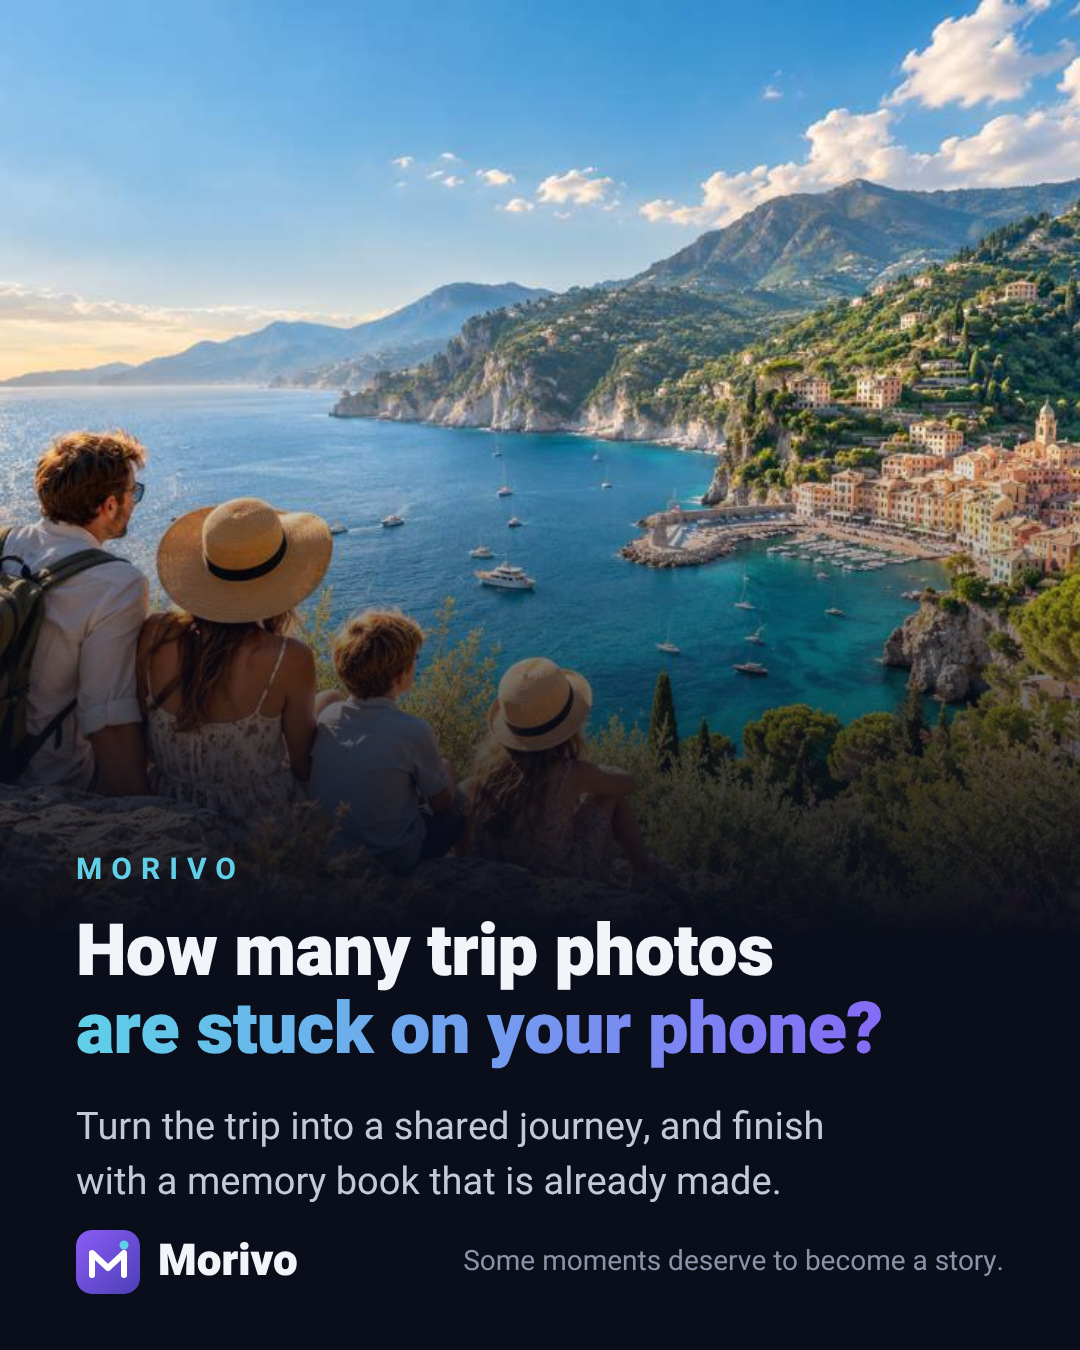 MORIVO
How many trip photos
are stuck on your phone?
Turn the trip into a shared journey, and finish
with a memory book that is already made.
Morivo
Some moments deserve to become a story.